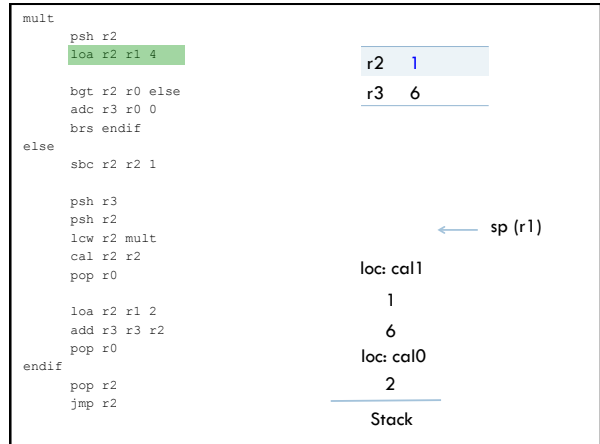 mult
psh r2
loa r2 r1 4
bgt r2 r0 else
adc r3 r0 0
brs endif
else
sbc r2 r2 1
psh r3
psh r2
lcw r2 mult
cal r2 r2
pop r0
loa r2 r1 2
add r3 r3 r2
pop r0
endif
pop r2
jmp r2
r2 1
r3 6
sp (r1)
loc: cal1
1
6
loc: cal0
2
Stack